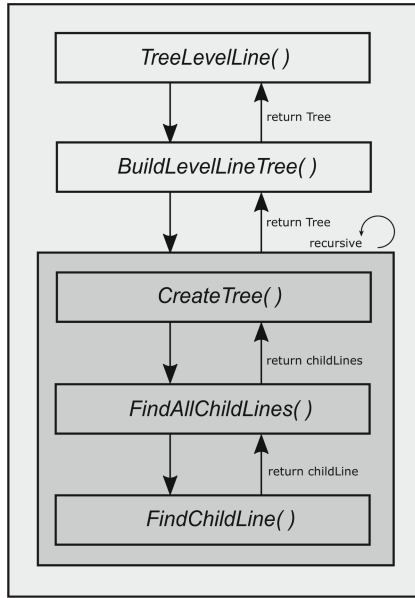 TreeLevelLine( )
return Tree
BuildLevelLineTree( )
return Tree
recursive
CreateTree( )
return childLines
FindAllChildLines( )
return childLine
FindChildLine( )